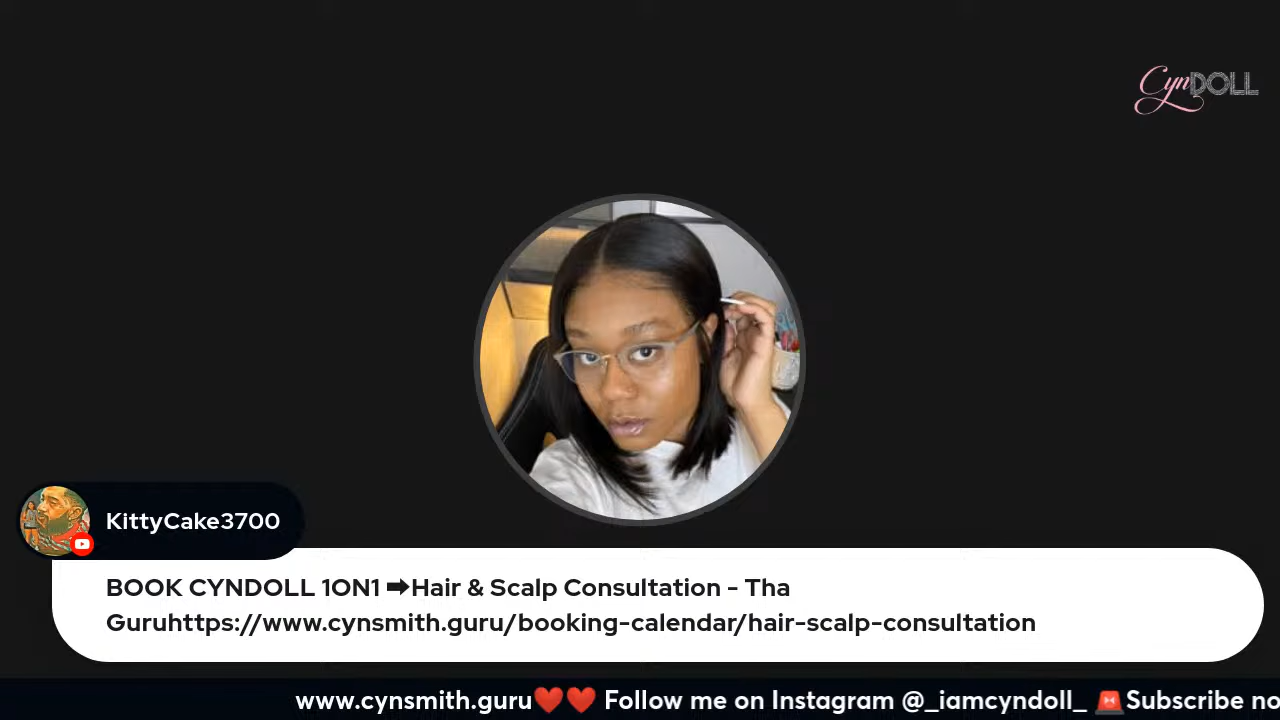 CynDOLL
KittyCake3700
BOOK CYNDOLL 1ON1 ➡Hair & Scalp Consultation - Tha
Guruhttps://www.cynsmith.guru/booking-calendar/hair-scalp-consultation
www.cynsmith.guru❤️❤️ Follow me on Instagram @_iamcyndoll_ 🚨Subscribe no